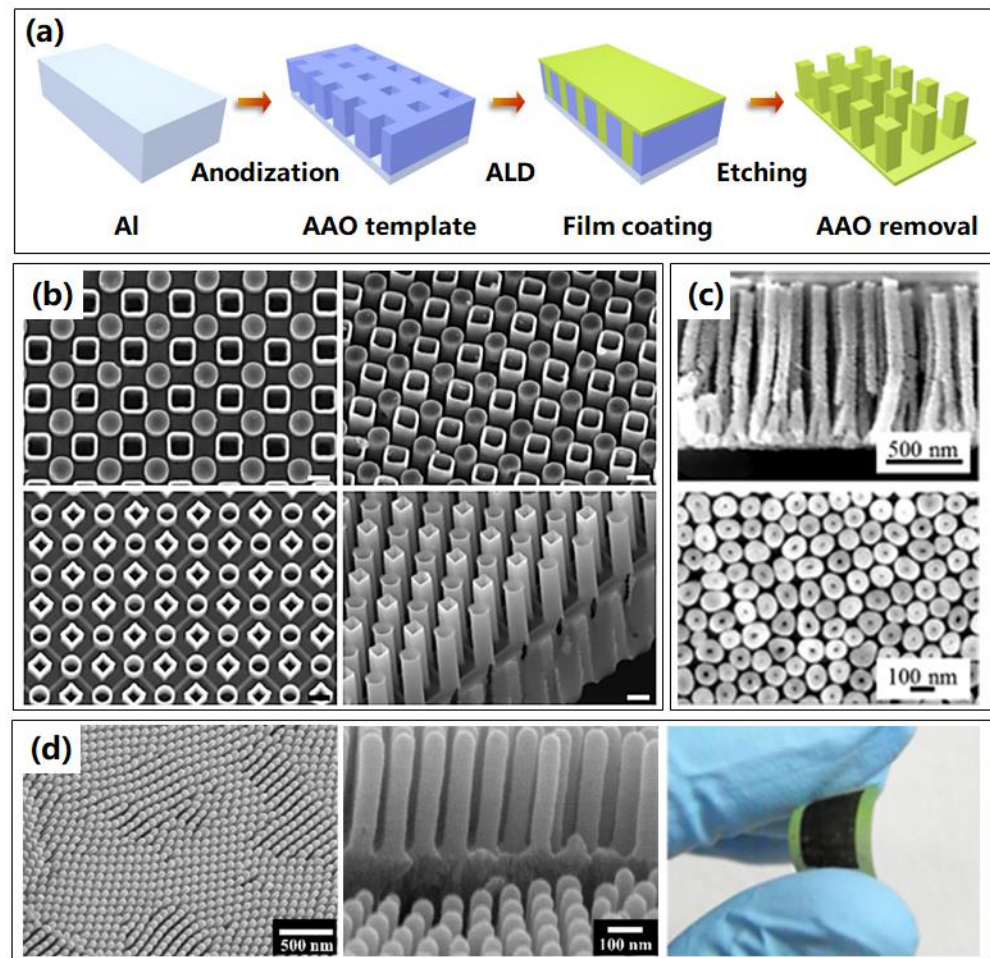 (a)
Anodization ALD Etching
Al AAO template Film coating AAO removal
(b)
(c)
500 nm
100 nm
(d)
500 nm
100 nm